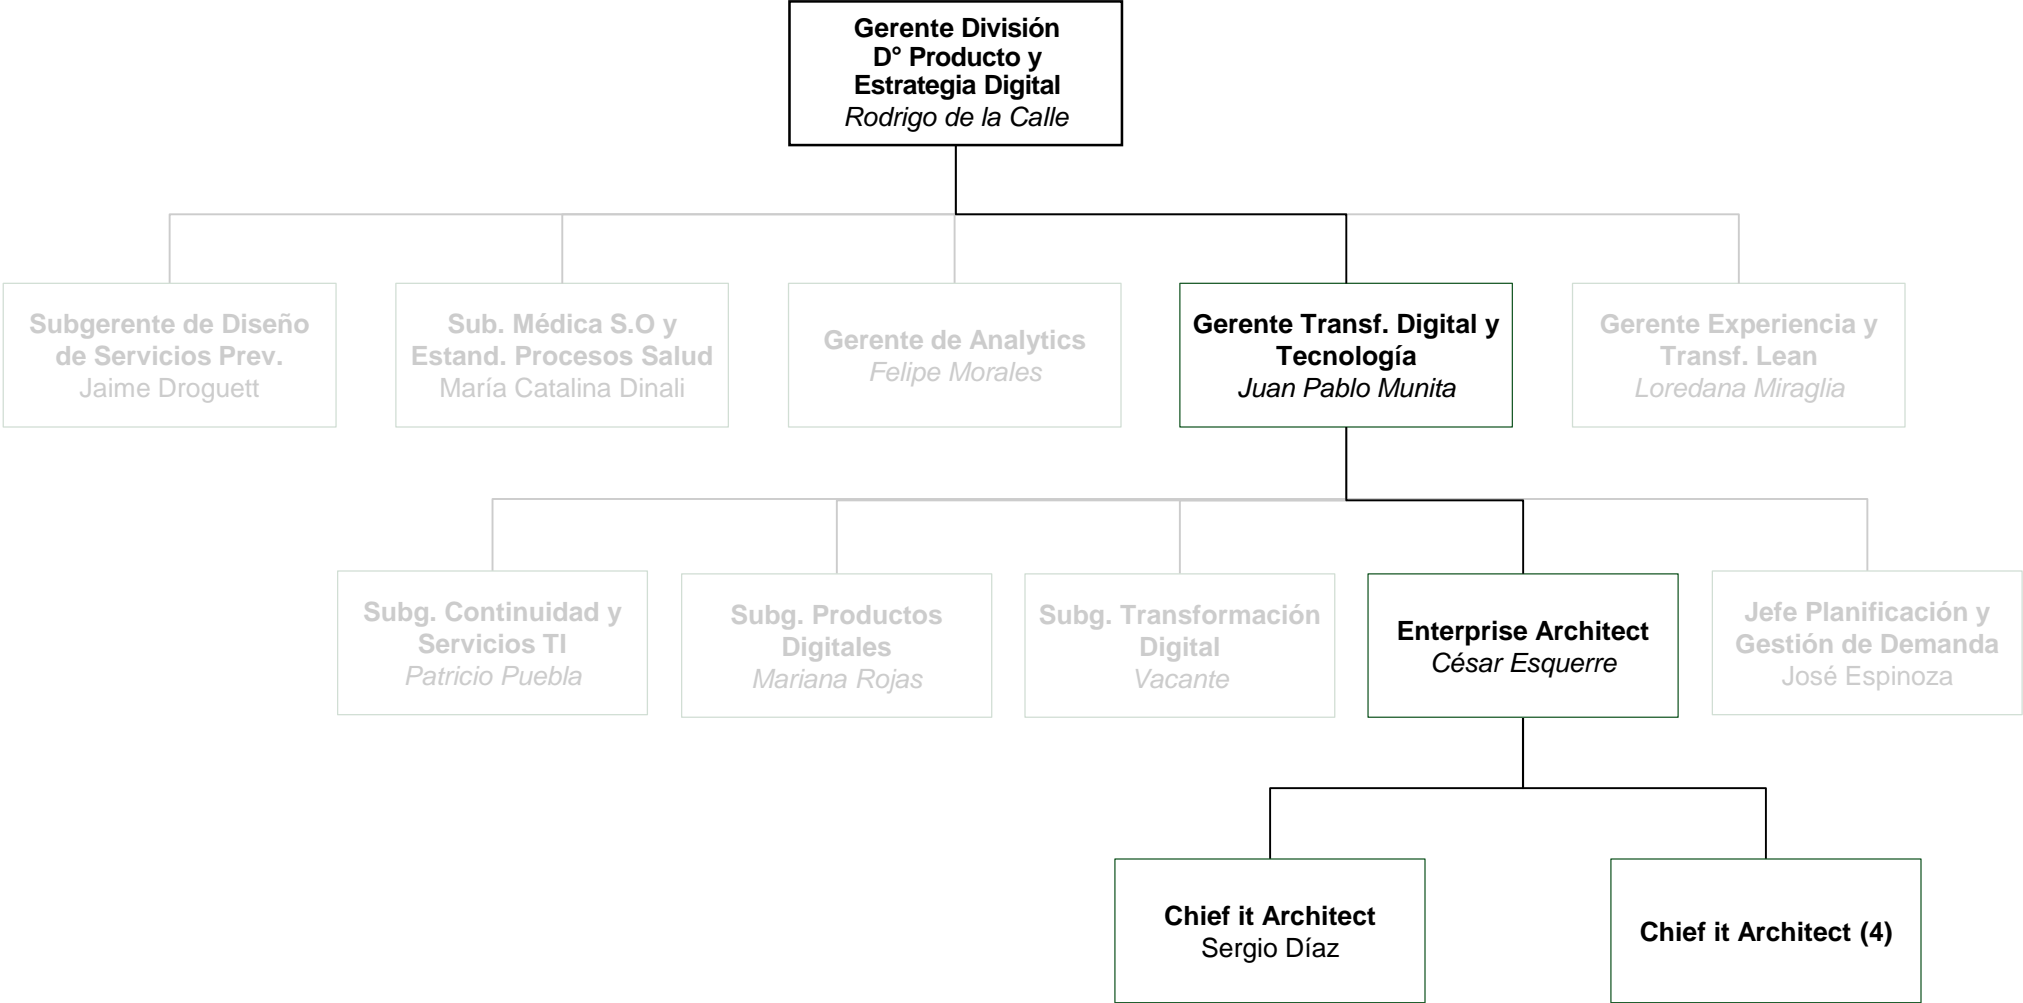 Gerente División
D° Producto y
Estrategia Digital
Rodrigo de la Calle
Subgerente de Diseño
de Servicios Prev.
Jaime Droguett
Sub. Médica S.O y
Estand. Procesos Salud
María Catalina Dinali
Gerente de Analytics
Felipe Morales
Gerente Transf. Digital y
Tecnología
Juan Pablo Munita
Gerente Experiencia y
Transf. Lean
Loredana Miraglia
Subg. Continuidad y
Servicios TI
Patricio Puebla
Subg. Productos
Digitales
Mariana Rojas
Subg. Transformación
Digital
Vacante
Enterprise Architect
César Esquerre
Jefe Planificación y
Gestión de Demanda
José Espinoza
Chief it Architect
Sergio Díaz
Chief it Architect (4)